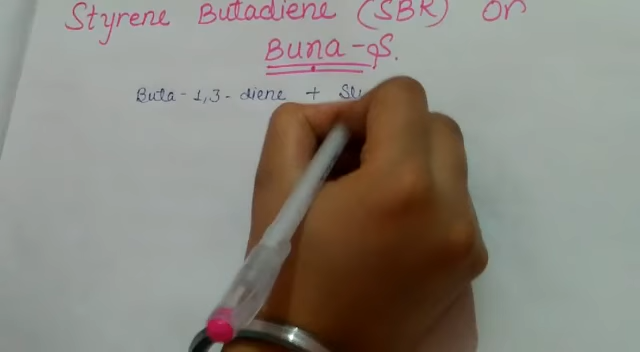 Styrene Butadiene (SBR) or
Buna-S.
Buta-1,3-diene +